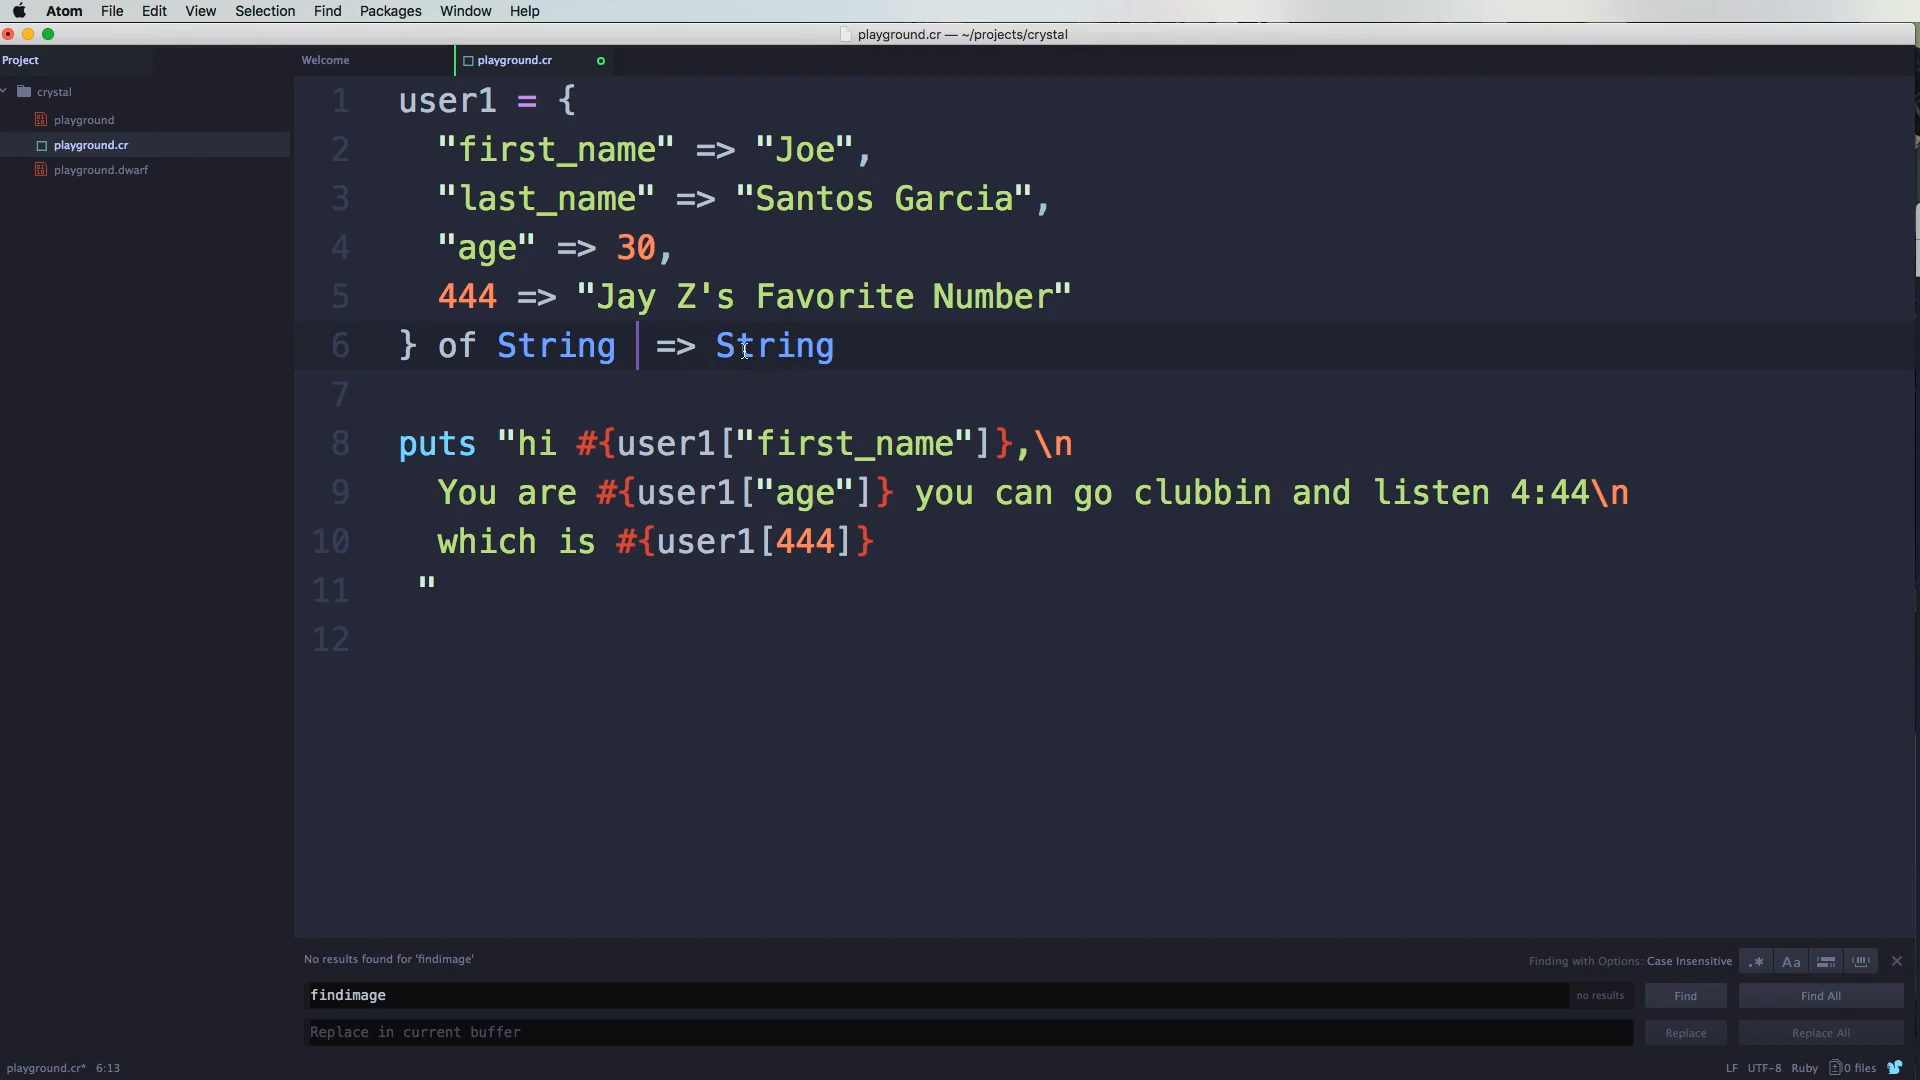 Atom File Edit View Selection Find Packages Window Help
playground.cr — ~/projects/crystal
Project
Welcome
playground.cr
crystal
playground
playground.cr
playground.dwarf
1 user1 = {
2 "first_name" => "Joe",
3 "last_name" => "Santos Garcia",
4 "age" => 30,
5 444 => "Jay Z's Favorite Number"
6 } of String => String
7
8 puts "hi #{user1["first_name"]},\n
9 You are #{user1["age"]} you can go clubbin and listen 4:44\n
10 which is #{user1[444]}
11 "
12
No results found for 'findimage'
Finding with Options: Case Insensitive
.* Aa
findimage
no results
Find
Find All
Replace in current buffer
Replace
Replace All
playground.cr* 6:13
LF UTF-8 Ruby 0 files